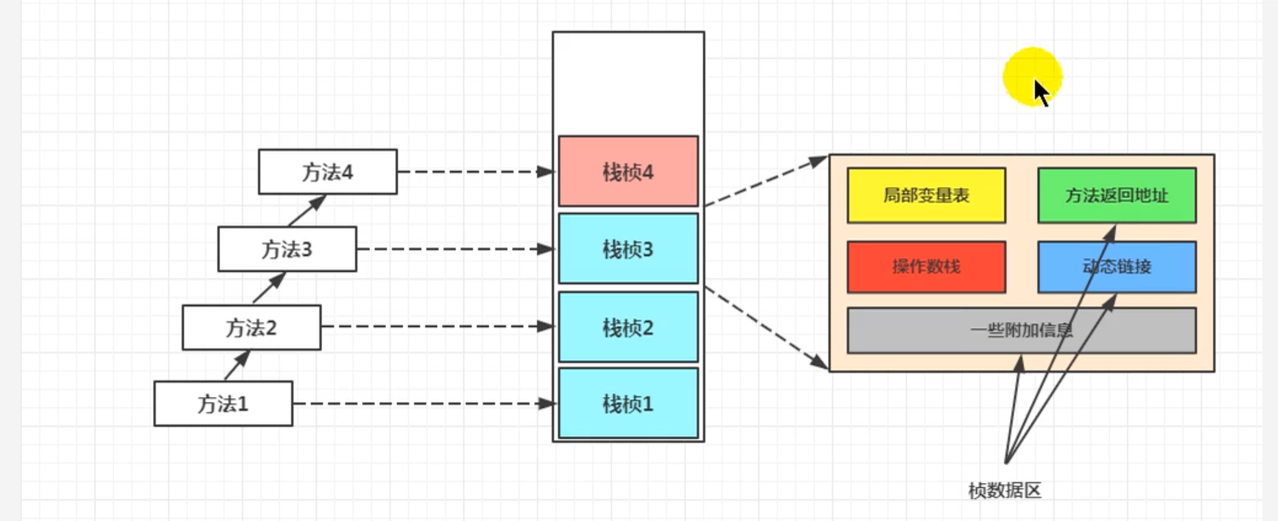 方法4
方法3
方法2
方法1
栈桢4
栈桢3
栈桢2
栈桢1
局部变量表
方法返回地址
操作数栈
动态链接
一些附加信息
桢数据区